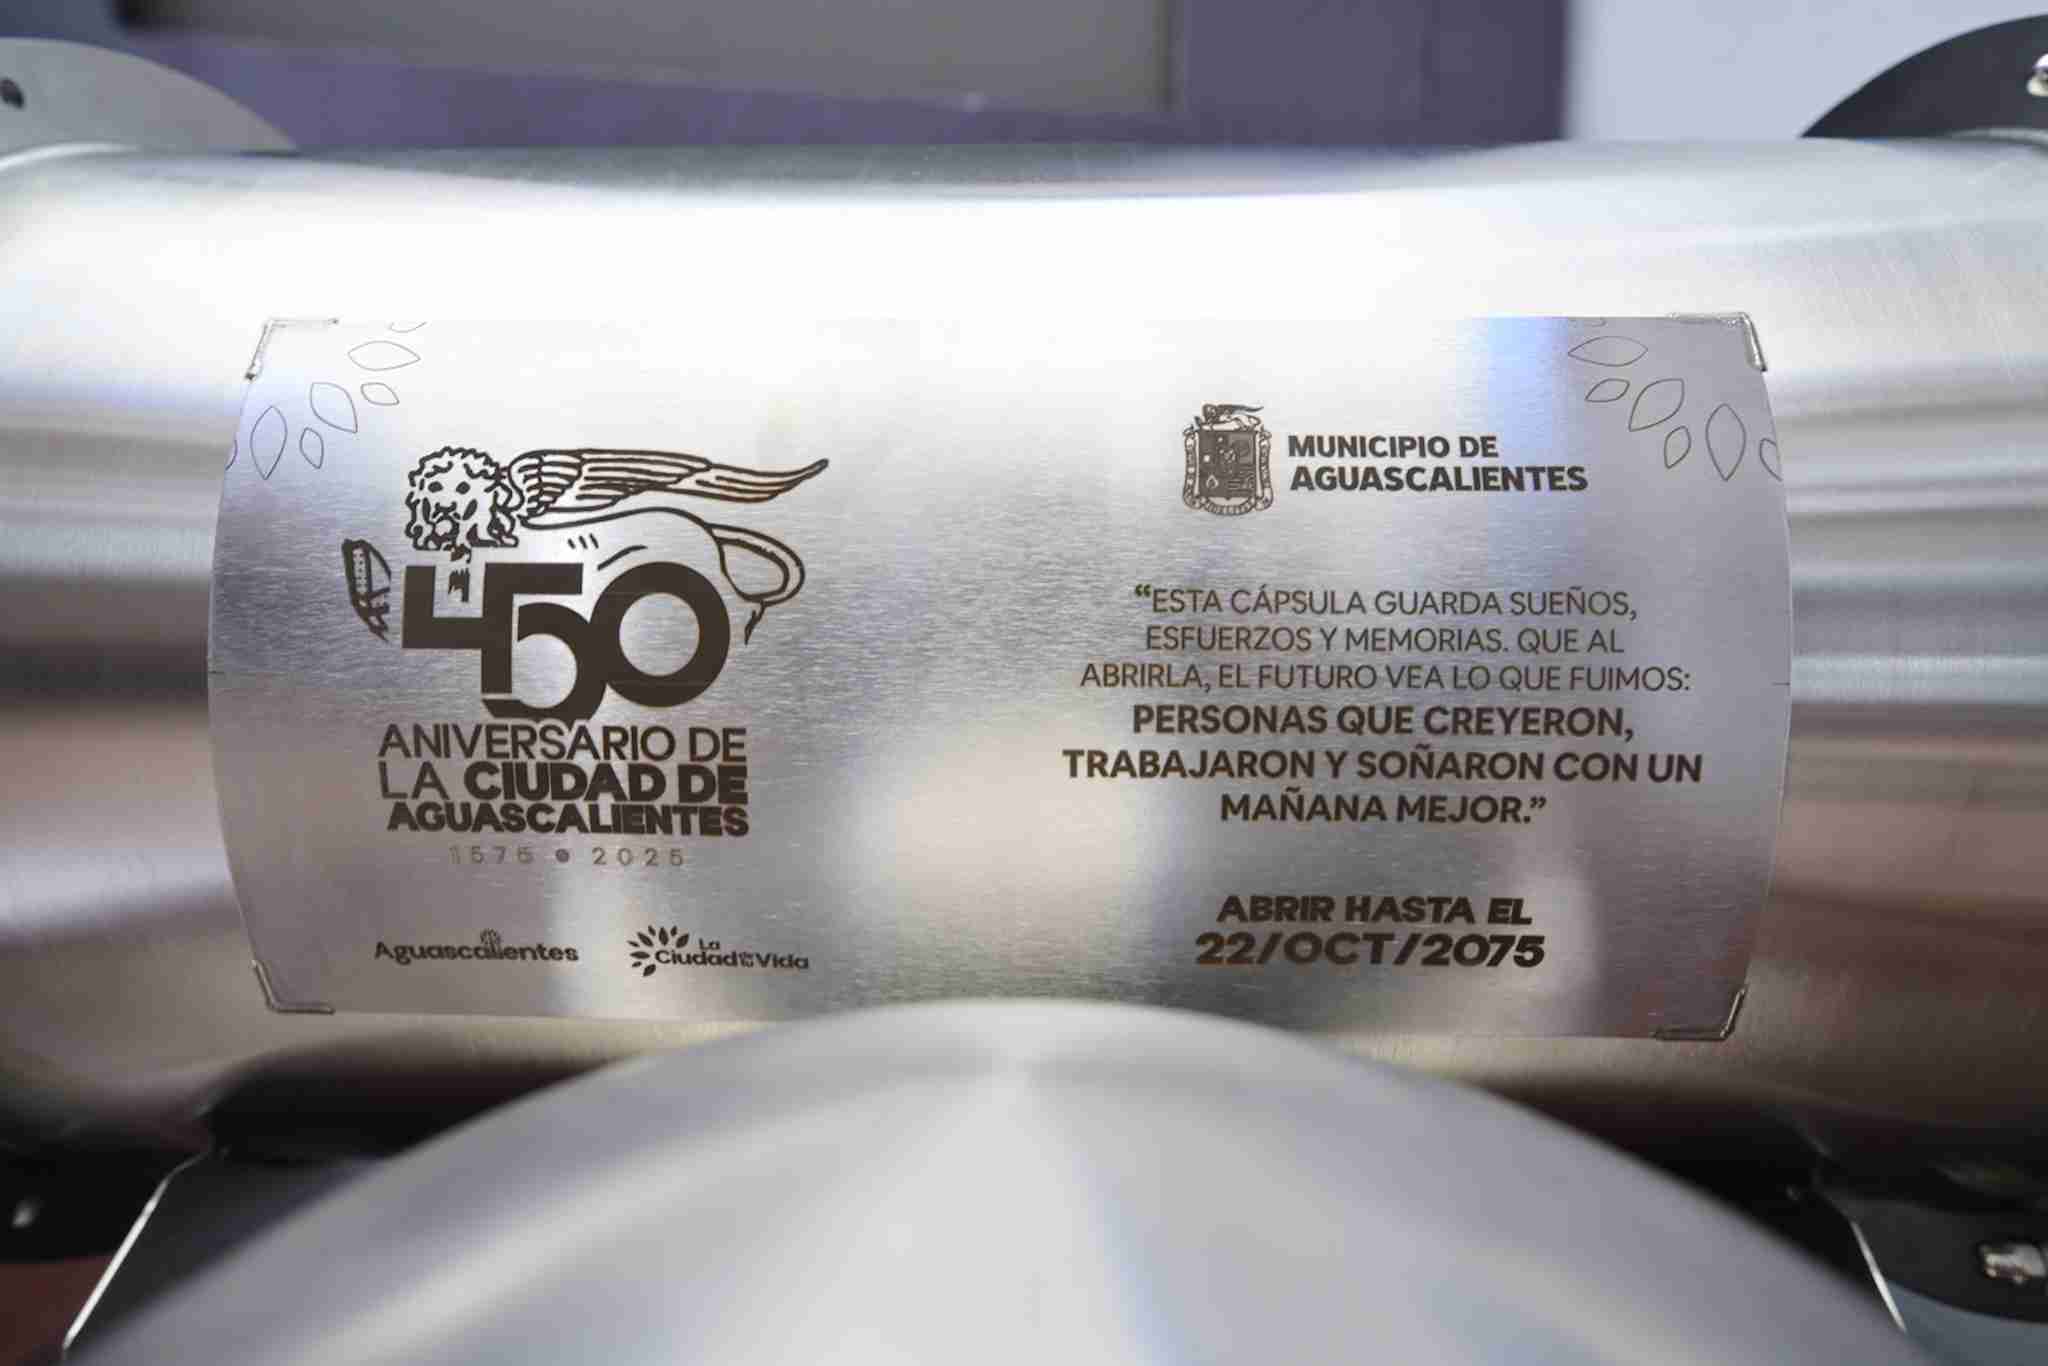 450
ANIVERSARIO DE
LA CIUDAD DE
AGUASCALIENTES
1575 • 2025
Aguascalientes
La
Ciudad de la Vida
MUNICIPIO DE
AGUASCALIENTES
“ESTA CÁPSULA GUARDA SUEÑOS,
ESFUERZOS Y MEMORIAS. QUE AL
ABRIRLA, EL FUTURO VEA LO QUE FUIMOS:
PERSONAS QUE CREYERON,
TRABAJARON Y SOÑARON CON UN
MAÑANA MEJOR.”
ABRIR HASTA EL
22/OCT/2075